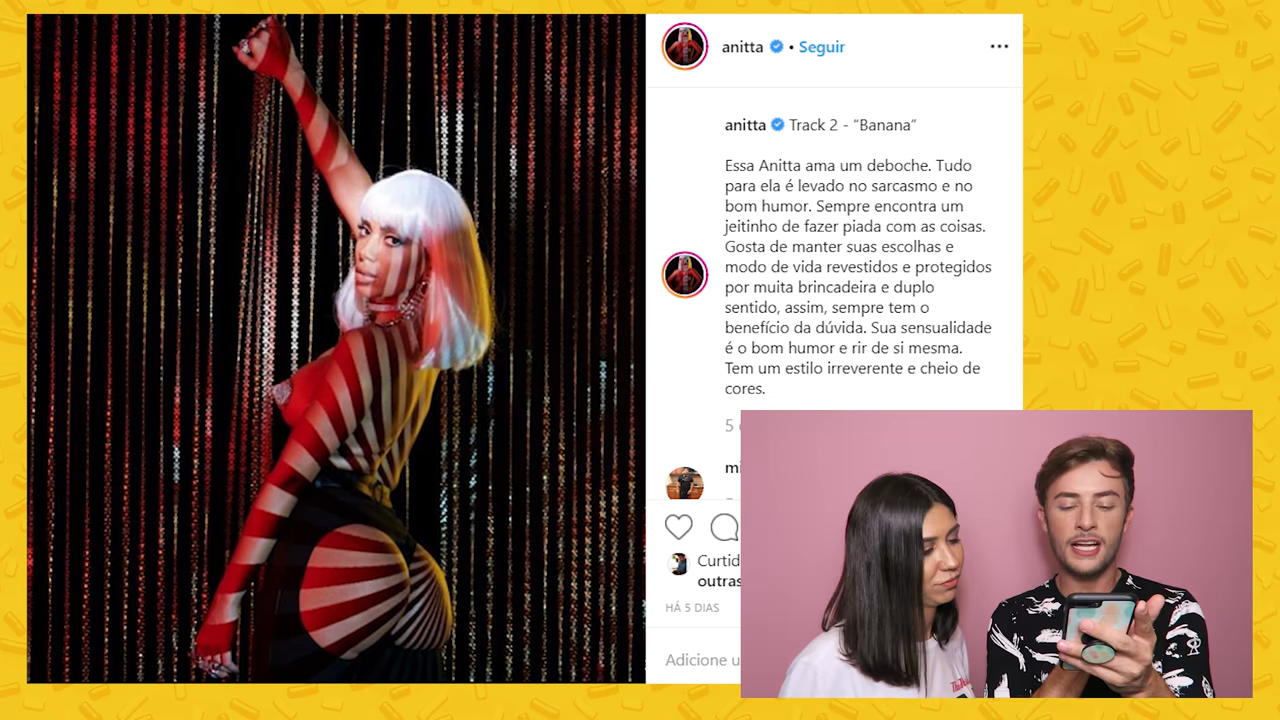 anitta • Seguir
anitta Track 2 - “Banana”
Essa Anitta ama um deboche. Tudo
para ela é levado no sarcasmo e no
bom humor. Sempre encontra um
jeitinho de fazer piada com as coisas.
Gosta de manter suas escolhas e
modo de vida revestidos e protegidos
por muita brincadeira e duplo
sentido, assim, sempre tem o
benefício da dúvida. Sua sensualidade
é o bom humor e rir de si mesma.
Tem um estilo irreverente e cheio de
cores.
5
Curtid
outras
HÁ 5 DIAS
Adicione u